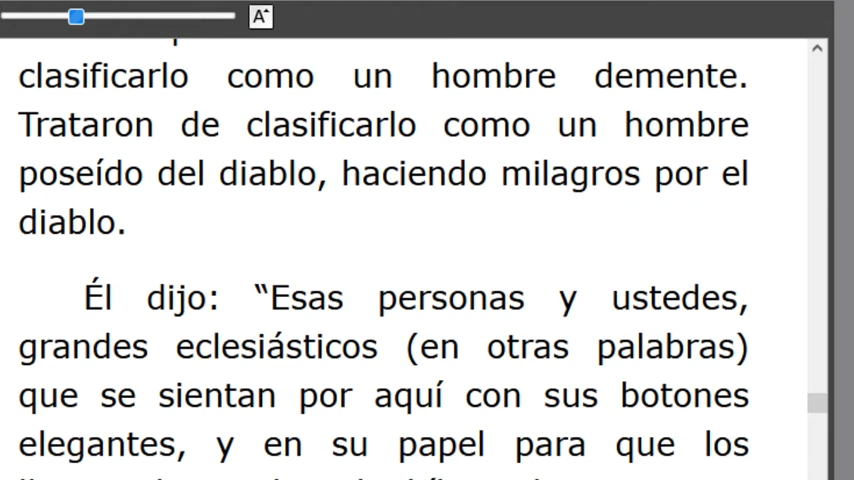 A
clasificarlo como un hombre demente.
Trataron de clasificarlo como un hombre
poseído del diablo, haciendo milagros por el
diablo.
Él dijo: “Esas personas y ustedes,
grandes eclesiásticos (en otras palabras)
que se sientan por aquí con sus botones
elegantes, y en su papel para que los